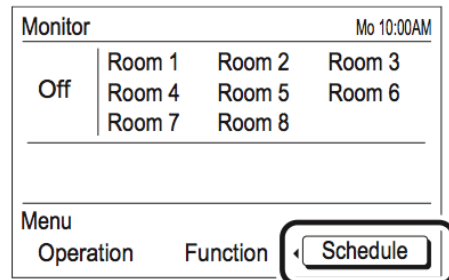 Monitor Mo 10:00AM
Off
Room 1 Room 2 Room 3
Room 4 Room 5 Room 6
Room 7 Room 8
Menu
Operation Function Schedule